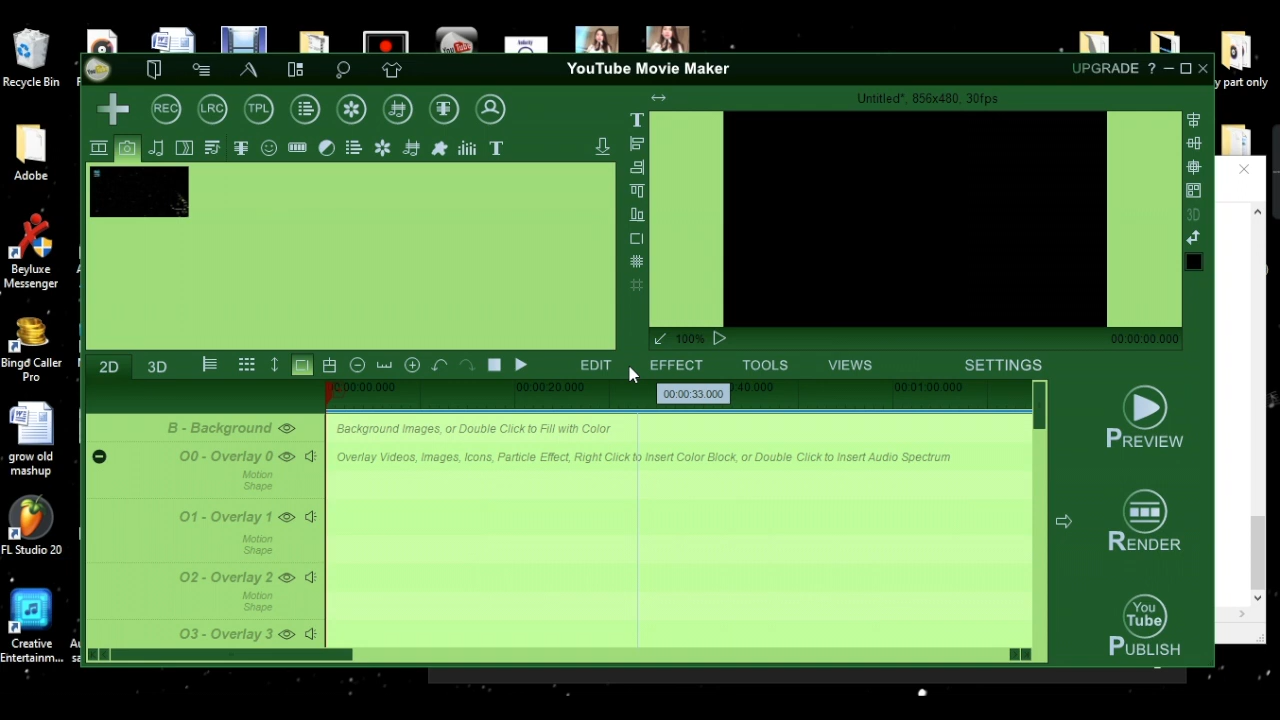 YouTube Movie Maker
UPGRADE ?
REC LRC TPL
Untitled*, 856x480, 30fps
3D
100%
00:00:00.000
2D 3D
EDIT EFFECT TOOLS VIEWS SETTINGS
00:00:00.000 00:00:20.000 00:00:33.000 40.000 00:01:00.000
B - Background
Background Images, or Double Click to Fill with Color
O0 - Overlay 0
Overlay Videos, Images, Icons, Particle Effect, Right Click to Insert Color Block, or Double Click to Insert Audio Spectrum
Motion
Shape
O1 - Overlay 1
Motion
Shape
O2 - Overlay 2
Motion
Shape
O3 - Overlay 3
PREVIEW
RENDER
You
Tube
PUBLISH
Recycle Bin
Adobe
Beyluxe
Messenger
Bingd Caller
Pro
grow old
mashup
FL Studio 20
Creative
Entertainm...
y part only